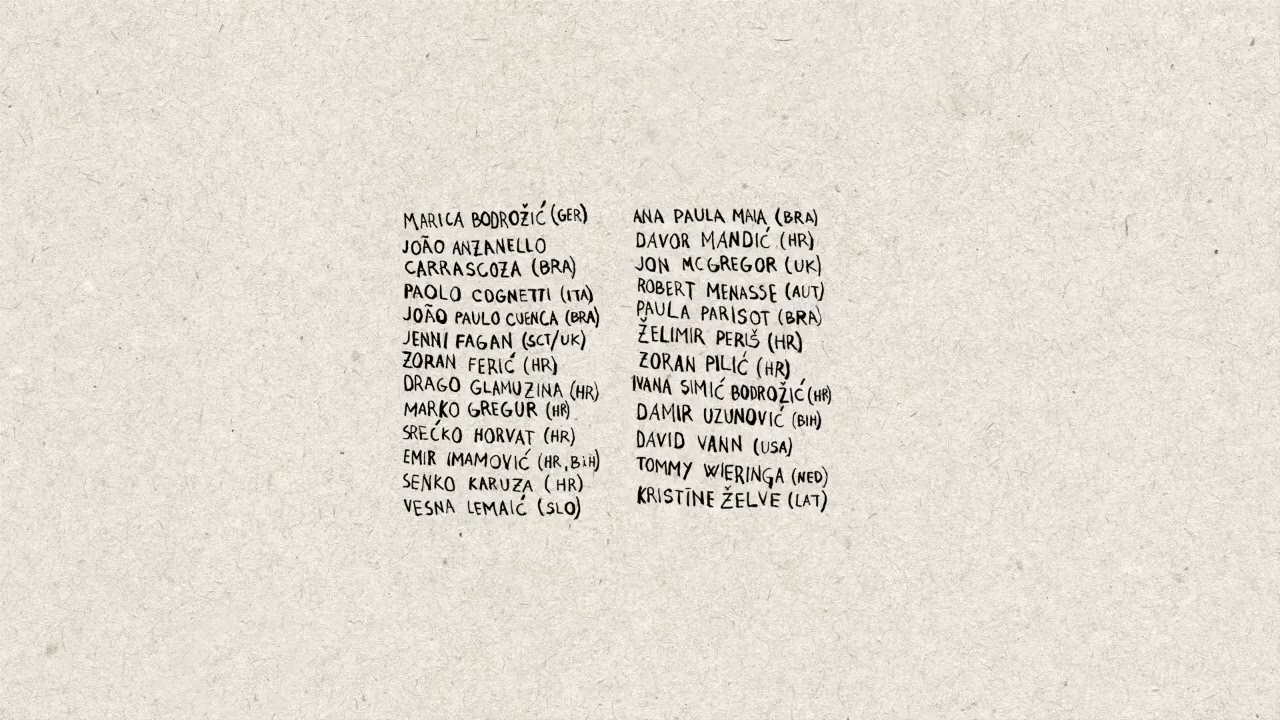 MARICA BODROŽIĆ (GER)
JOÃO ANZANELLO
CARRASCOZA (BRA)
PAOLO COGNETTI (ITA)
JOÃO PAULO CUENCA (BRA)
JENNI FAGAN (SCT/UK)
ZORAN FERIĆ (HR)
DRAGO GLAMUZINA (HR)
MARKO GREGUR (HR)
SREĆKO HORVAT (HR)
EMIR IMAMOVIĆ (HR, BiH)
SENKO KARUZA (HR)
VESNA LEMAIĆ (SLO)
ANA PAULA MAIA (BRA)
DAVOR MANDIĆ (HR)
JON MCGREGOR (UK)
ROBERT MENASSE (AUT)
PAULA PARISOT (BRA)
ŽELIMIR PERIŠ (HR)
ZORAN PILIĆ (HR)
IVANA SIMIĆ BODROŽIĆ (HR)
DAMIR UZUNOVIĆ (BIH)
DAVID VANN (USA)
TOMMY WIERINGA (NED)
KRISTĪNE ŽELVE (LAT)